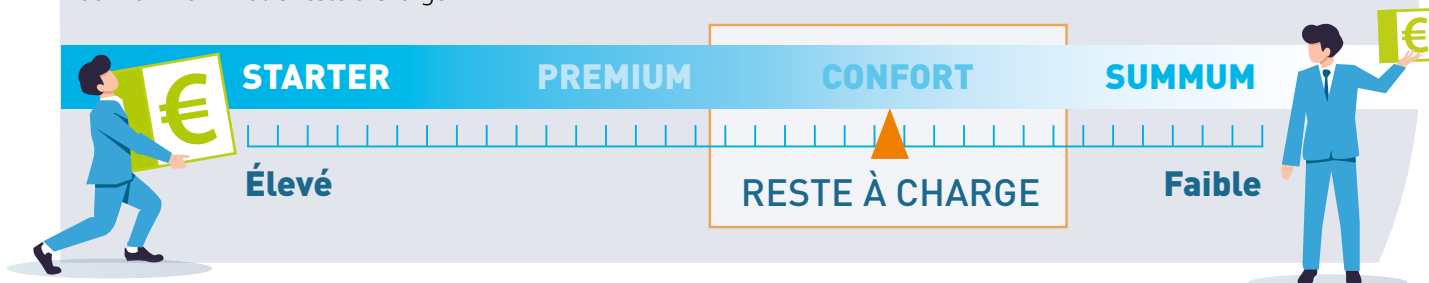 STARTER PREMIUM CONFORT SUMMUM
Élevé RESTE À CHARGE Faible
€
€